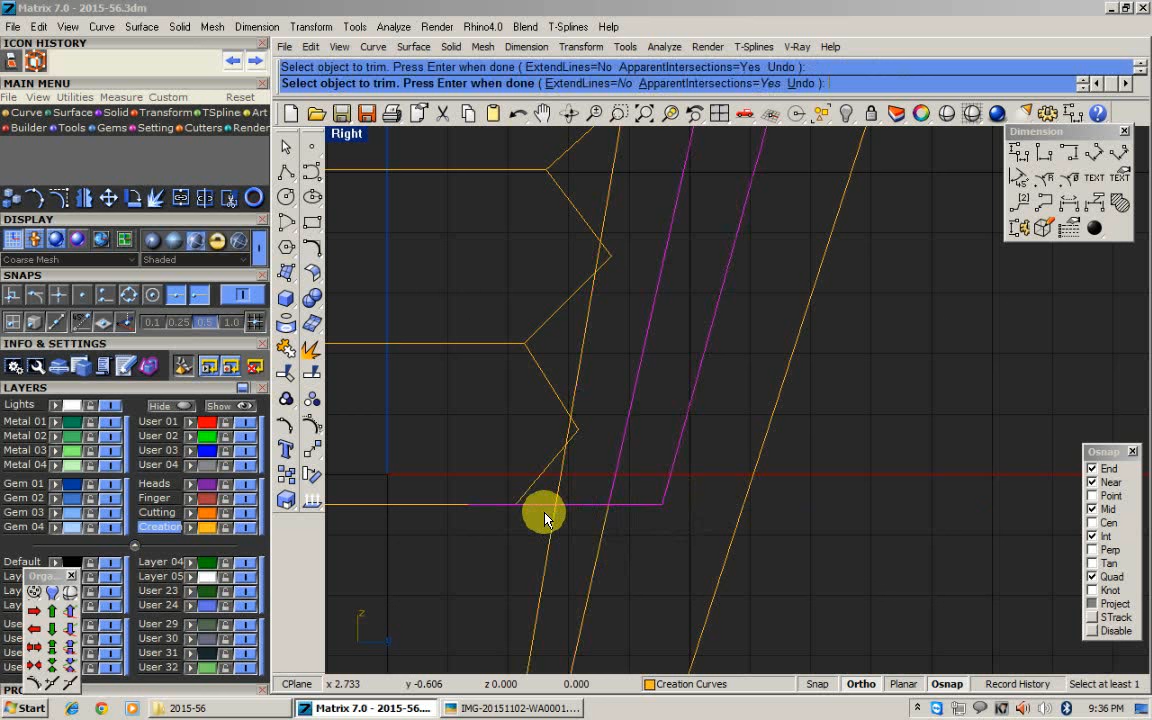 Matrix 7.0 - 2015-56.3dm
File Edit View Curve Surface Solid Mesh Dimension Transform Tools Analyze Render Rhino4.0 Blend T-Splines Help
ICON HISTORY
MAIN MENU
File View Utilities Measure Custom Reset
Curve Surface Solid Transform TSpline Art
Builder Tools Gems Setting Cutters Render
DISPLAY
Coarse Mesh Shaded
SNAPS
0.1 0.25 0.5 1.0
INFO & SETTINGS
LAYERS
Lights Hide Show
Metal 01 User 01
Metal 02 User 02
Metal 03 User 03
Metal 04 User 04
Gem 01 Heads
Gem 02 Finger
Gem 03 Cutting
Gem 04 Creation
Default Layer 04
Laye Layer 05
Orga...
User 23
User 24
User 29
User 30
User 31
User 32
File Edit View Curve Surface Solid Mesh Dimension Transform Tools Analyze Render T-Splines V-Ray Help
Select object to trim. Press Enter when done ( ExtendLines=No ApparentIntersections=Yes Undo ):
Select object to trim. Press Enter when done ( ExtendLines=No ApparentIntersections=Yes Undo ):
Right
Dimension
TEXT TEXT
45
z
Osnap
End
Near
Point
Mid
Cen
Int
Perp
Tan
Quad
Knot
Project
STrack
Disable
CPlane x 2.733 y -0.606 z 0.000 0.000 Creation Curves Snap Ortho Planar Osnap Record History Select at least 1
Start 2015-56 Matrix 7.0 - 2015-56.... IMG-20151102-WA0001.... 9:36 PM